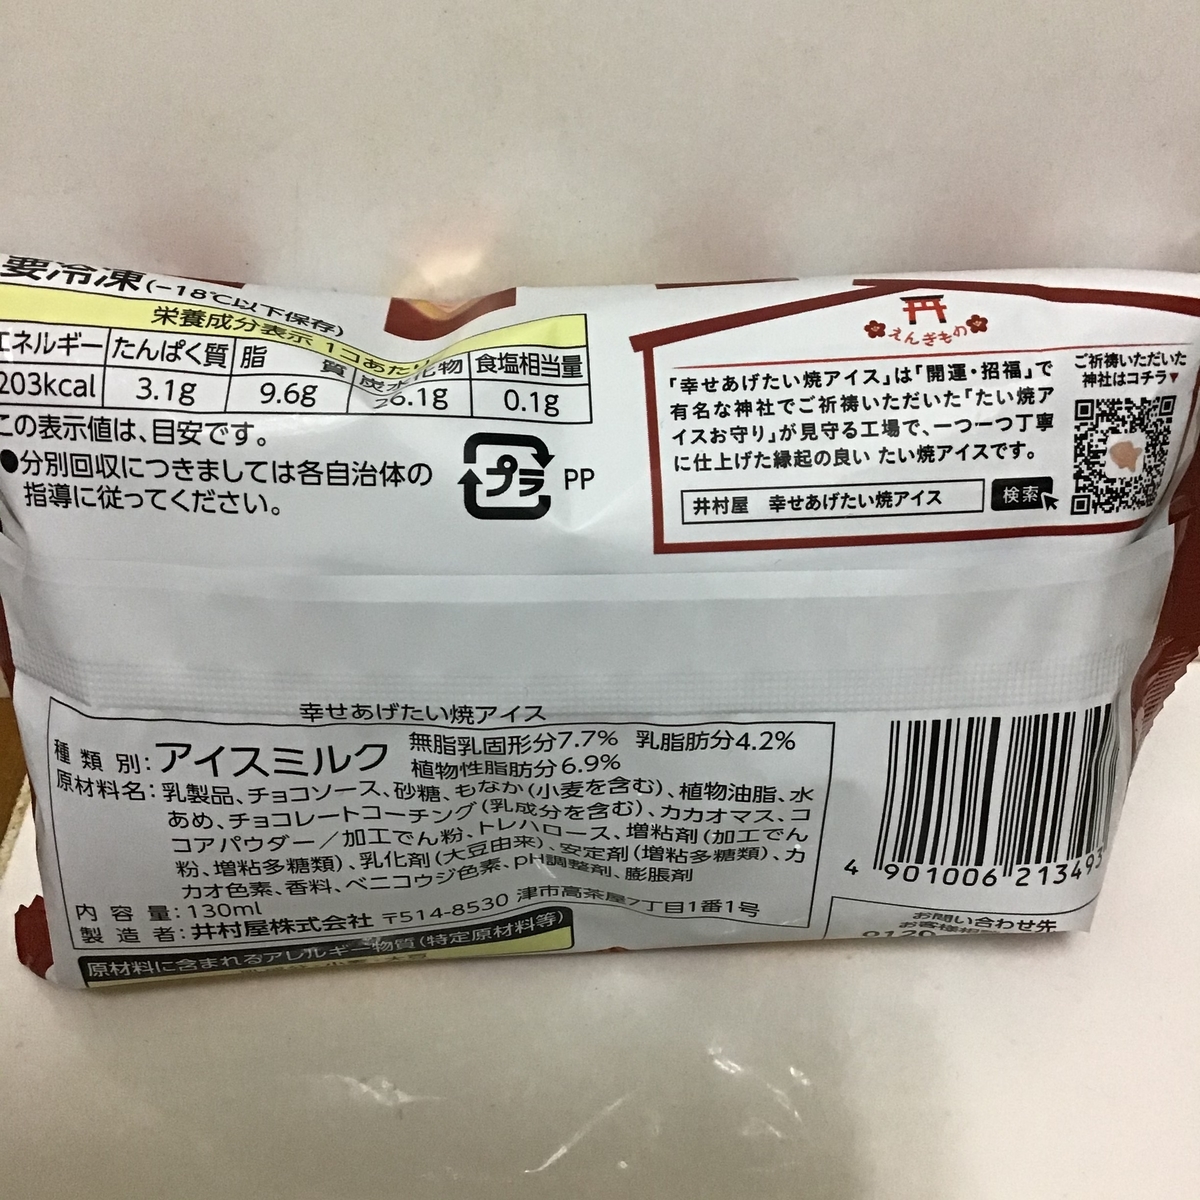 要冷凍(-18℃以下保存)
栄養成分表示 1コあたり
エネルギー たんぱく質 脂質 炭水化物 食塩相当量
203kcal 3.1g 9.6g 26.1g 0.1g
この表示値は、目安です。
●分別回収につきましては各自治体の
指導に従ってください。
プラ PP
えんぎもの
「幸せあげたい焼アイス」は「開運・招福」で
有名な神社でご祈祷いただいた「たい焼ア
イスお守り」が見守る工場で、一つ一つ丁寧
に仕上げた縁起の良い たい焼アイスです。
井村屋 幸せあげたい焼アイス 検索
ご祈祷いただいた
神社はコチラ▼
幸せあげたい焼アイス
種類別:アイスミルク 無脂乳固形分7.7% 乳脂肪分4.2%
植物性脂肪分6.9%
原材料名:乳製品、チョコソース、砂糖、もなか(小麦を含む)、植物油脂、水
あめ、チョコレートコーチング(乳成分を含む)、カカオマス、コ
コアパウダー/加工でん粉、トレハロース、増粘剤(加工でん
粉、増粘多糖類)、乳化剤(大豆由来)、安定剤(増粘多糖類)、カ
カオ色素、香料、ベニコウジ色素、pH調整剤、膨脹剤
内容量:130ml
製造者:井村屋株式会社 〒514-8530 津市高茶屋7丁目1番1号
原材料に含まれるアレルギー物質(特定原材料等)
4 901006 213493
お問い合わせ先
0120